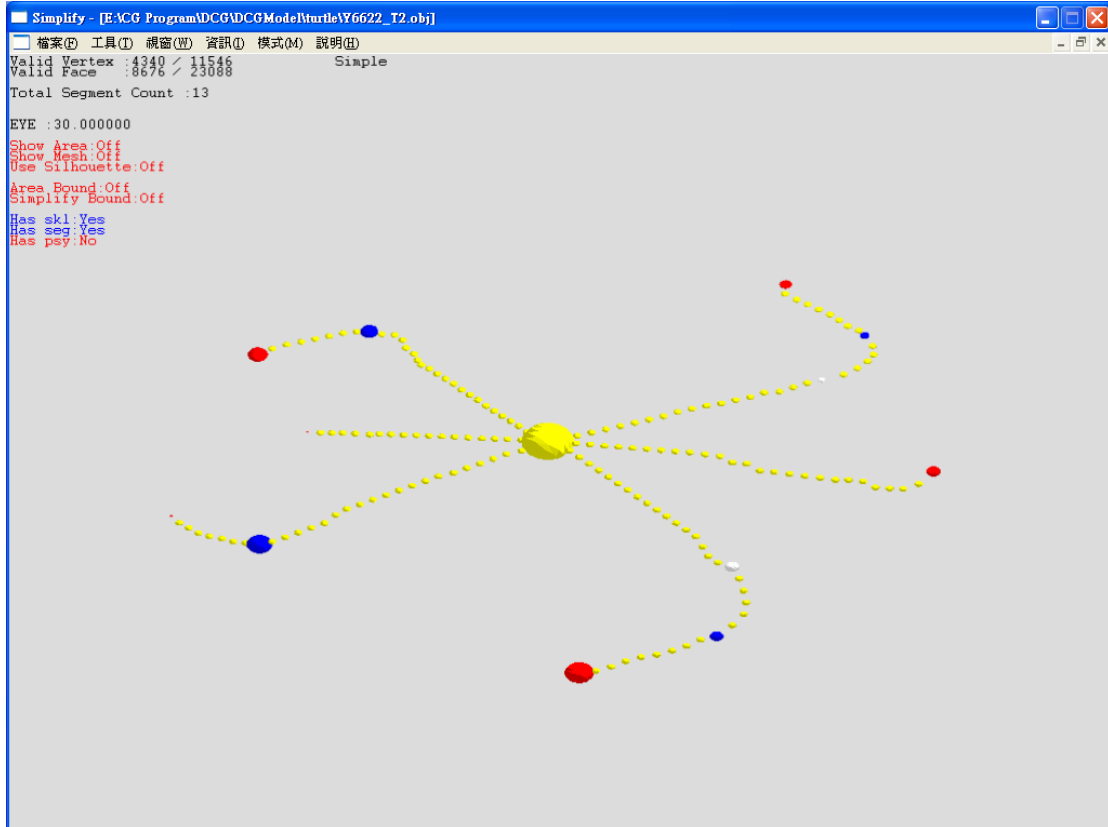 Simplify - [E:\CG Program\DCG\DCGModel\turtle\Y6622_T2.obj]
檔案(F) 工具(T) 視窗(W) 資訊(I) 模式(M) 說明(H)
Valid Vertex :4340 / 11546 Simple
Valid Face :8676 / 23088
Total Segment Count :13
EYE :30.000000
Show Area:Off
Show Mesh:Off
Use Silhouette:Off
Area Bound:Off
Simplify Bound:Off
Has skl:Yes
Has seg:Yes
Has psy:No